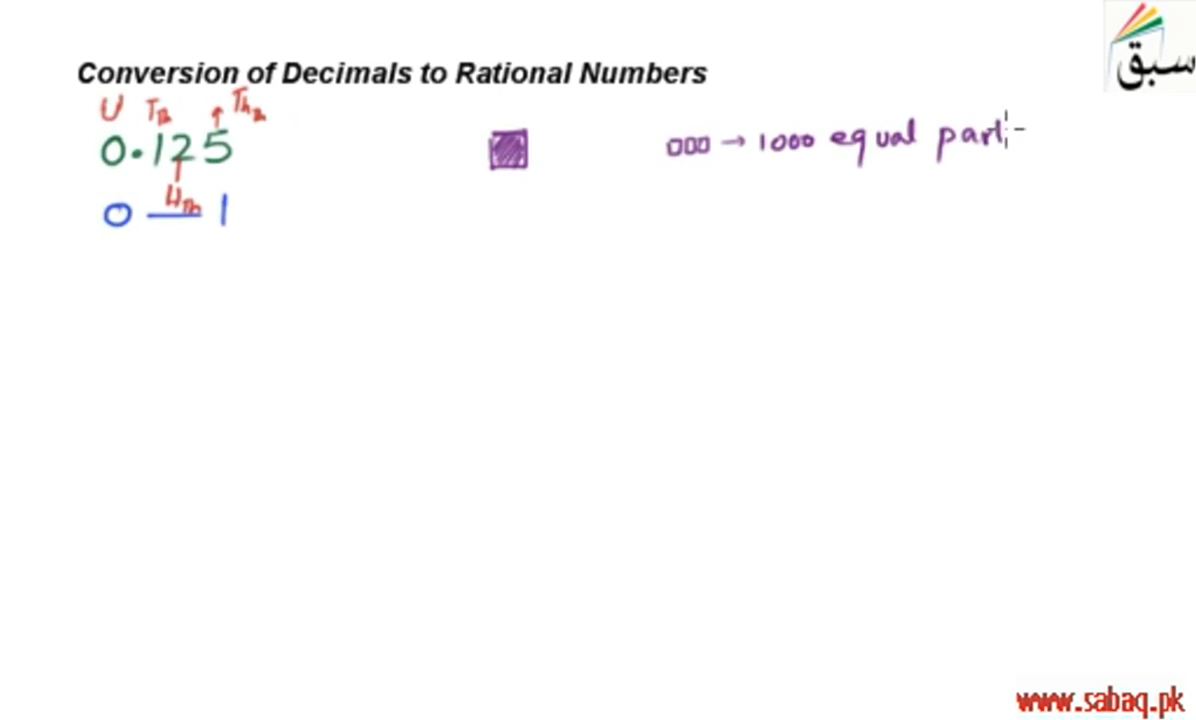 سبق
Conversion of Decimals to Rational Numbers
U Th Th
0.125
Hth
0 — 1
→ 1000 equal part
www.sabaq.pk